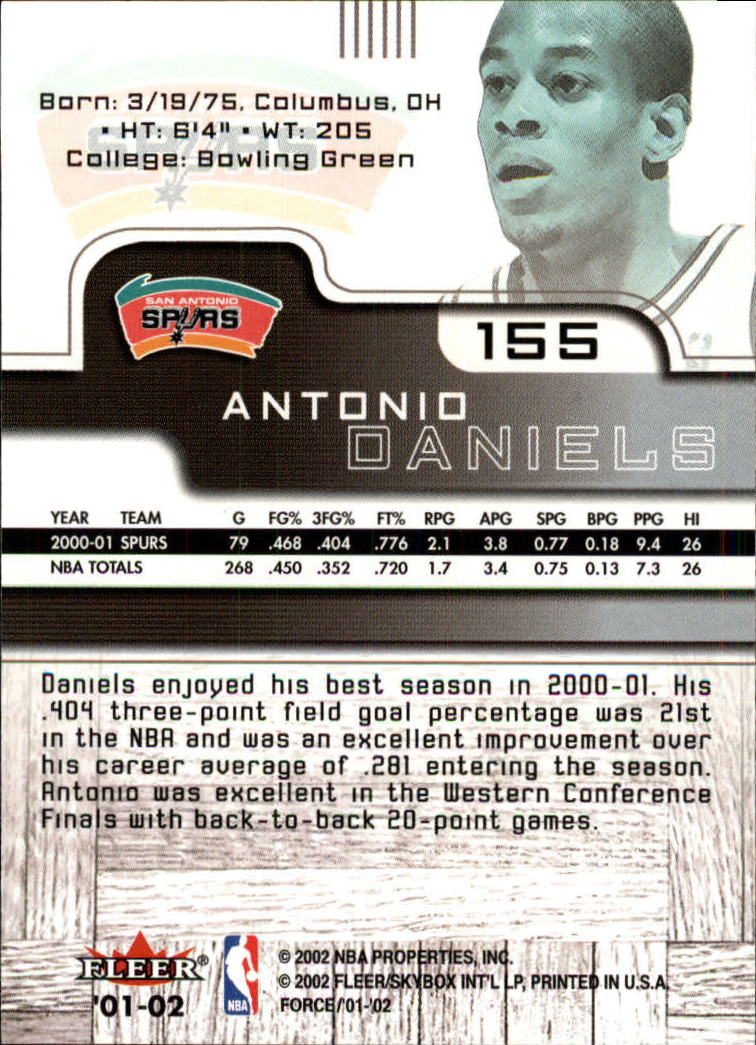 Born: 3/19/75, Columbus, OH
▪ HT: 6'4" ▪ WT: 205
College: Bowling Green
SPURS
SAN ANTONIO
SPURS
155
ANTONIO
DANIELS
YEAR TEAM G FG% 3FG% FT% RPG APG SPG BPG PPG HI
2000-01 SPURS 79 .468 .404 .776 2.1 3.8 0.77 0.18 9.4 26
NBA TOTALS 268 .450 .352 .720 1.7 3.4 0.75 0.13 7.3 26
Daniels enjoyed his best season in 2000-01. His
.404 three-point field goal percentage was 21st
in the NBA and was an excellent improvement over
his career average of .281 entering the season.
Antonio was excellent in the Western Conference
Finals with back-to-back 20-point games.
FLEER®
'01-02
NBA
© 2002 NBA PROPERTIES, INC.
© 2002 FLEER/SKYBOX INT'L LP, PRINTED IN U.S.A.
FORCE/'01-'02